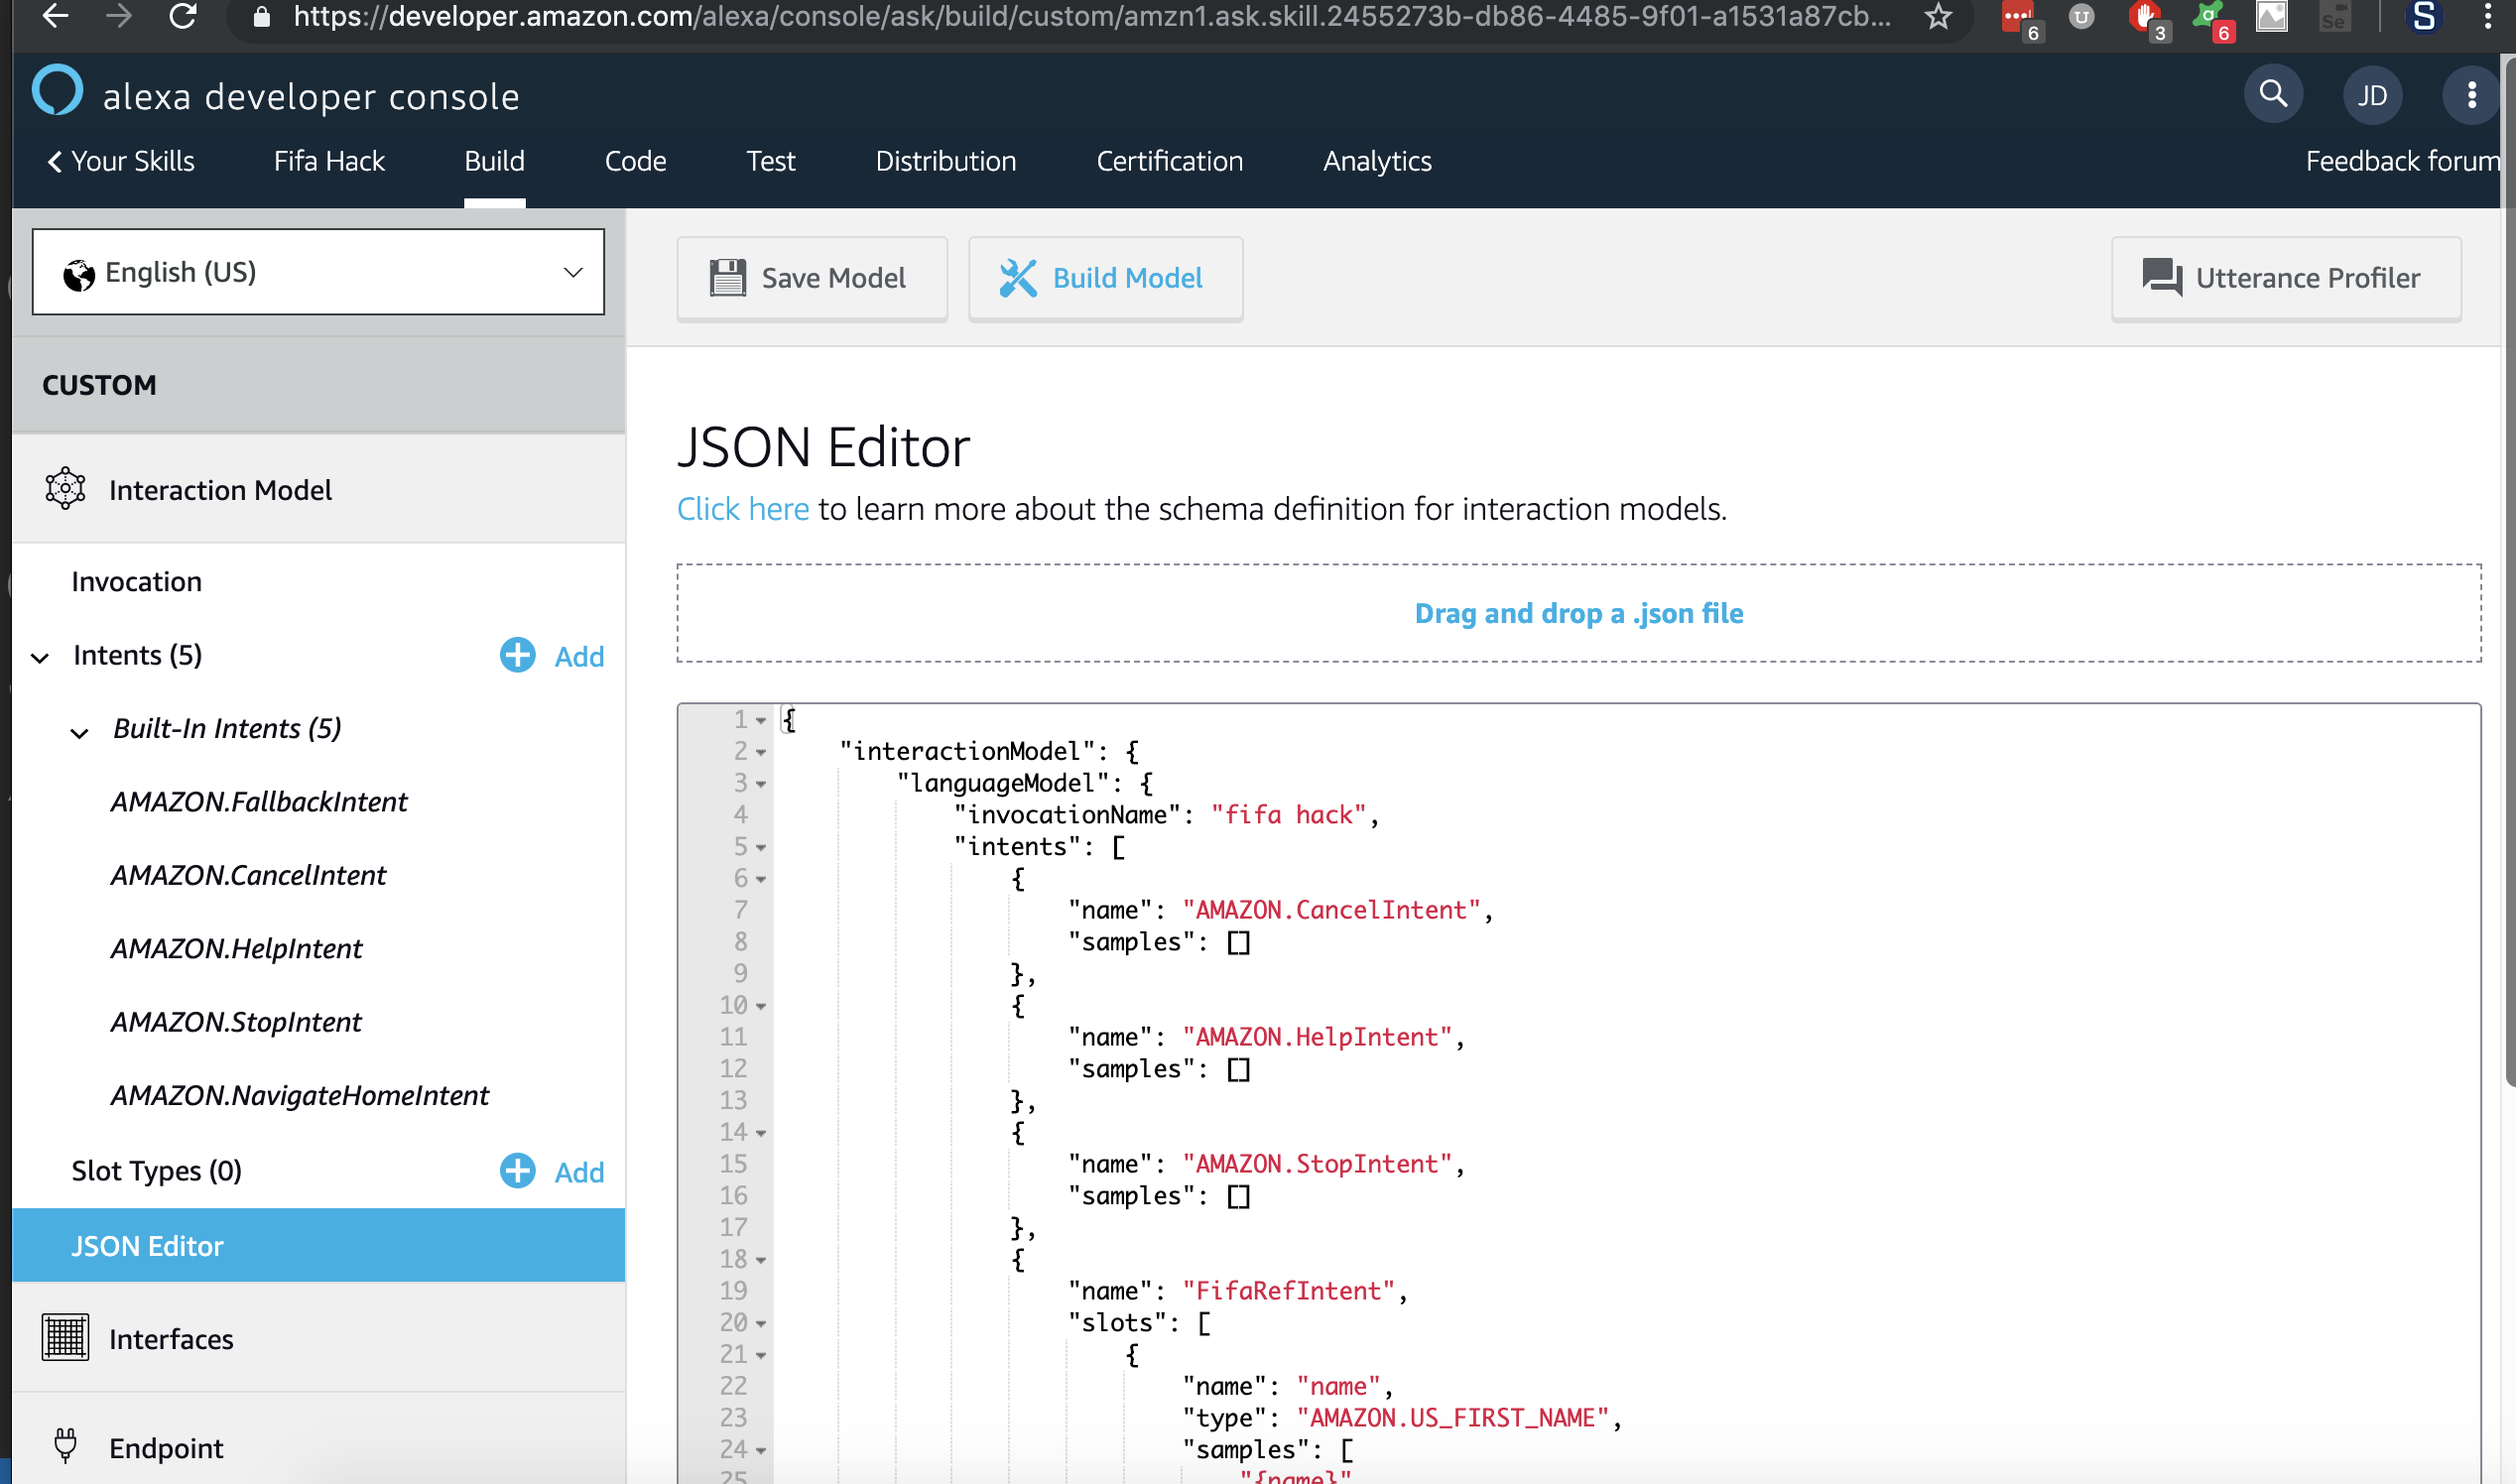 https://developer.amazon.com/alexa/console/ask/build/custom/amzn1.ask.skill.2455273b-db86-4485-9f01-a1531a87cb...
6
3
6
Se
S
alexa developer console
JD
Your Skills
Fifa Hack
Build
Code
Test
Distribution
Certification
Analytics
Feedback forum
English (US)
Save Model
Build Model
Utterance Profiler
CUSTOM
Interaction Model
Invocation
Intents (5)
Add
Built-In Intents (5)
AMAZON.FallbackIntent
AMAZON.CancelIntent
AMAZON.HelpIntent
AMAZON.StopIntent
AMAZON.NavigateHomeIntent
Slot Types (0)
Add
JSON Editor
Interfaces
Endpoint
JSON Editor
Click here to learn more about the schema definition for interaction models.
Drag and drop a .json file
1 {
2 "interactionModel": {
3 "languageModel": {
4 "invocationName": "fifa hack",
5 "intents": [
6 {
7 "name": "AMAZON.CancelIntent",
8 "samples": []
9 },
10 {
11 "name": "AMAZON.HelpIntent",
12 "samples": []
13 },
14 {
15 "name": "AMAZON.StopIntent",
16 "samples": []
17 },
18 {
19 "name": "FifaRefIntent",
20 "slots": [
21 {
22 "name": "name",
23 "type": "AMAZON.US_FIRST_NAME",
24 "samples": [
25 "{name}"